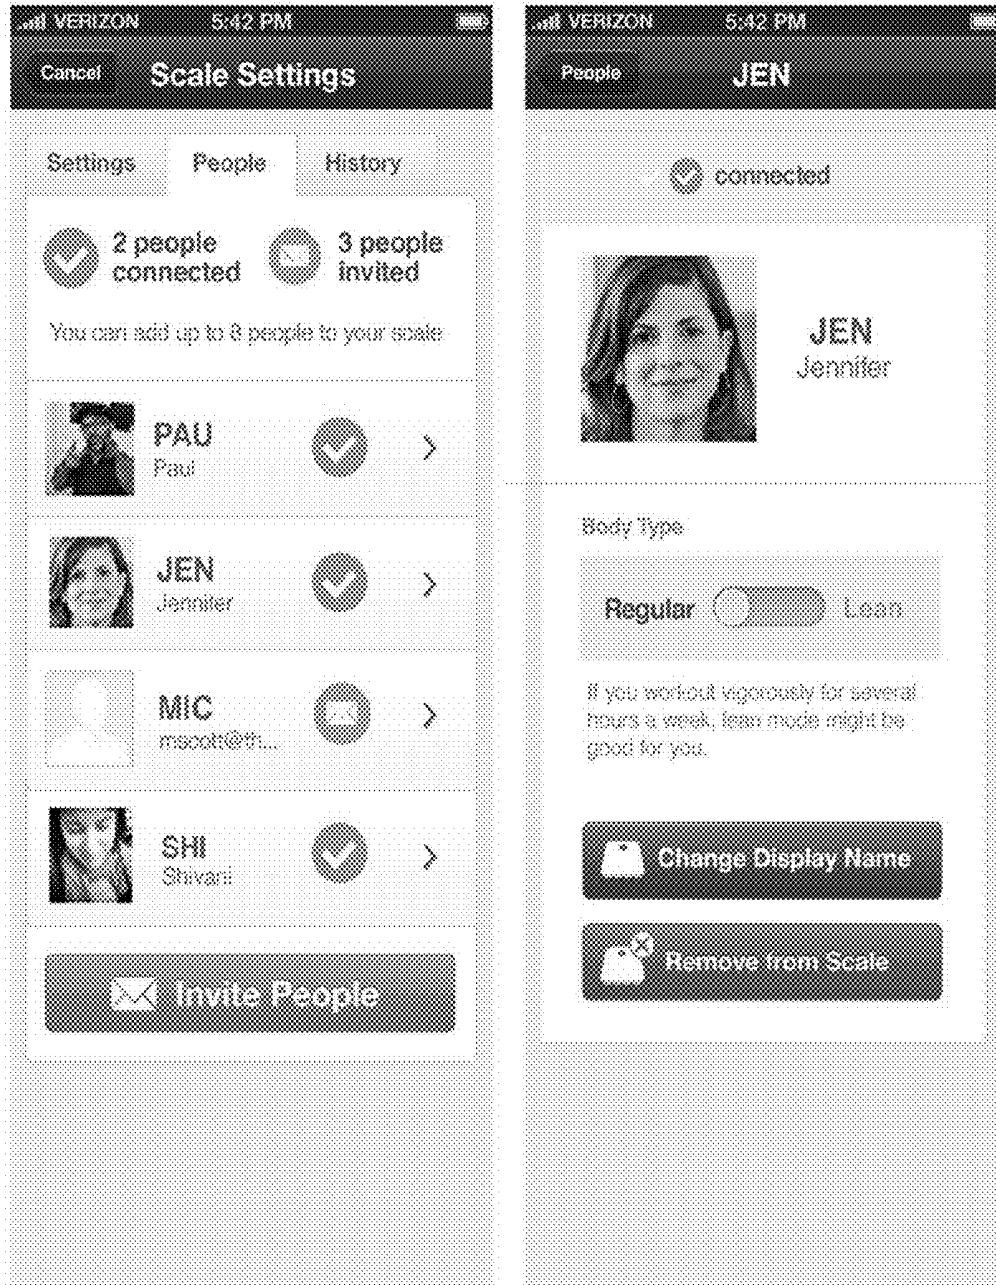 VERIZON 5:42 PM
Cancel Scale Settings
Settings People History
2 people
connected
3 people
invited
You can add up to 8 people to your scale
PAU
Paul
JEN
Jennifer
MIC
mscott@th...
SHI
Shivani
Invite People
VERIZON 5:42 PM
People JEN
connected
JEN
Jennifer
Body Type
Regular Lean
If you workout vigorously for several
hours a week, lean mode might be
good for you.
Change Display Name
Remove from Scale